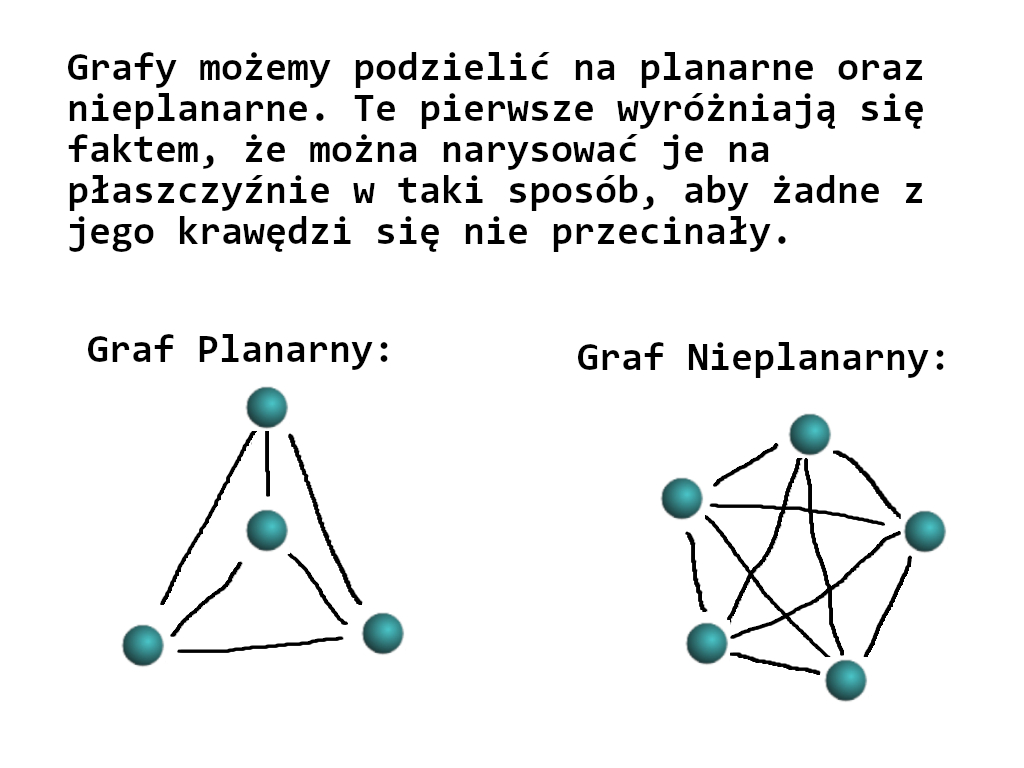 Grafy możemy podzielić na planarne oraz
nieplanarne. Te pierwsze wyróżniają się
faktem, że można narysować je na
płaszczyźnie w taki sposób, aby żadne z
jego krawędzi się nie przecinały.
Graf Planarny:
Graf Nieplanarny: